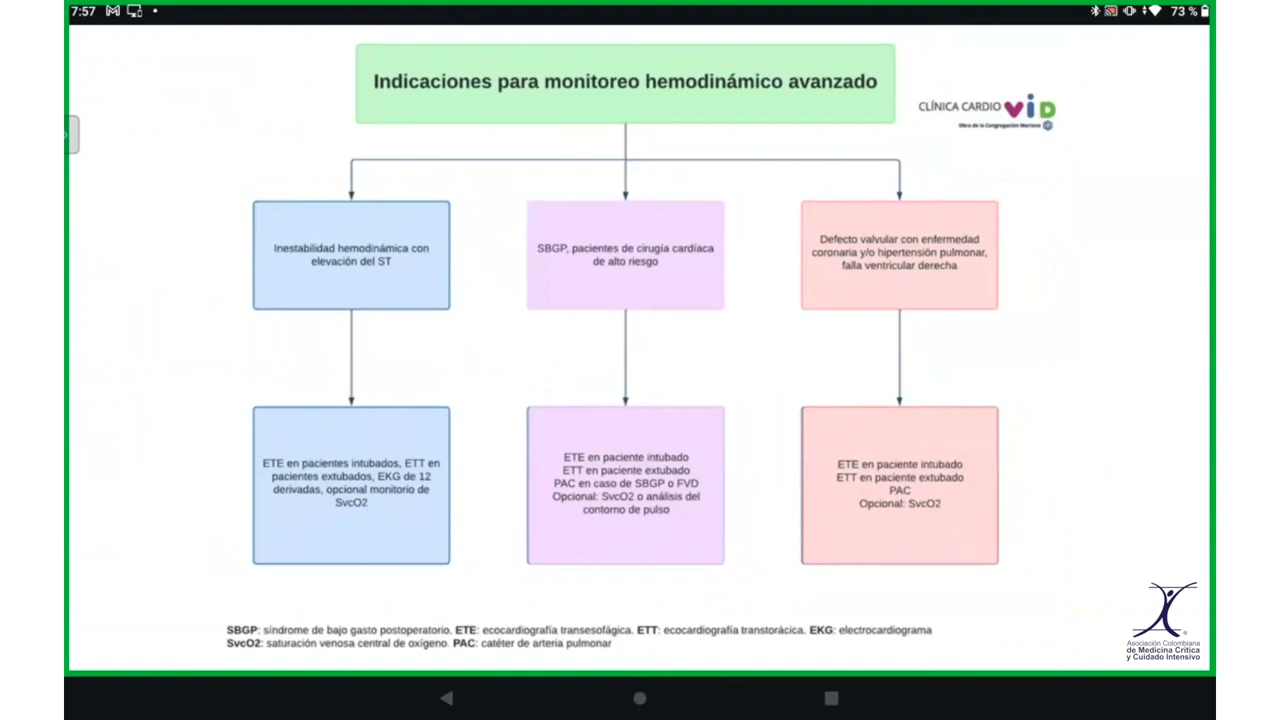 7:57
73 %
Indicaciones para monitoreo hemodinámico avanzado
CLÍNICA CARDIO VID
Obra de la Congregación Mariana
Inestabilidad hemodinámica con
elevación del ST
SBGP, pacientes de cirugía cardíaca
de alto riesgo
Defecto valvular con enfermedad
coronaria y/o hipertensión pulmonar,
falla ventricular derecha
ETE en pacientes intubados, ETT en
pacientes extubados, EKG de 12
derivadas, opcional monitorio de
SvcO2
ETE en paciente intubado
ETT en paciente extubado
PAC en caso de SBGP o FVD
Opcional: SvcO2 o análisis del
contorno de pulso
ETE en paciente intubado
ETT en paciente extubado
PAC
Opcional: SvcO2
SBGP: síndrome de bajo gasto postoperatorio. ETE: ecocardiografía transesofágica. ETT: ecocardiografía transtorácica. EKG: electrocardiograma
SvcO2: saturación venosa central de oxígeno. PAC: catéter de arteria pulmonar
Asociación Colombiana
de Medicina Crítica
y Cuidado Intensivo